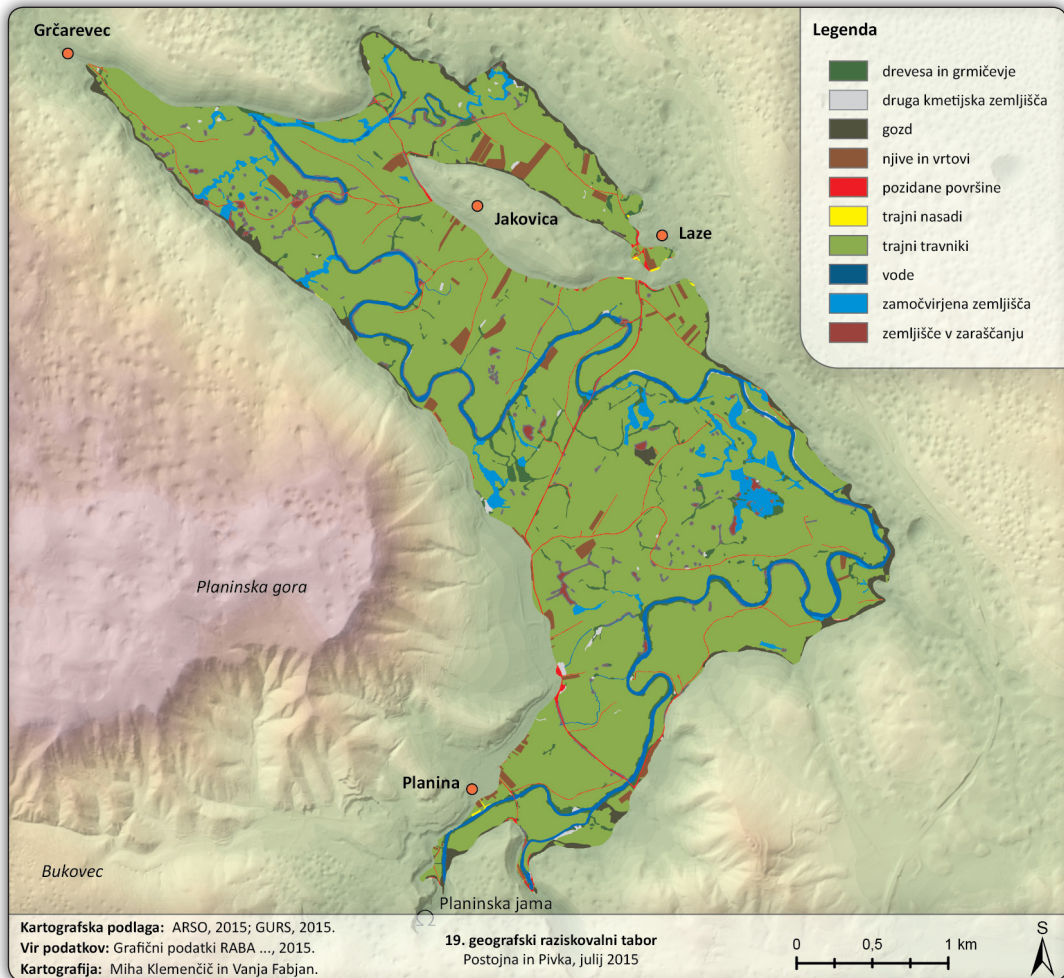 Grčarevec
Jakovica
Laze
Planinska gora
Planina
Bukovec
Planinska jama
Legenda
drevesa in grmičevje
druga kmetijska zemljišča
gozd
njive in vrtovi
pozidane površine
trajni nasadi
trajni travniki
vode
zamočvirjena zemljišča
zemljišče v zaraščanju
Kartografska podlaga: ARSO, 2015; GURS, 2015.
Vir podatkov: Grafični podatki RABA ..., 2015.
Kartografija: Miha Klemenčič in Vanja Fabjan.
19. geografski raziskovalni tabor
Postojna in Pivka, julij 2015
0 0,5 1 km
S